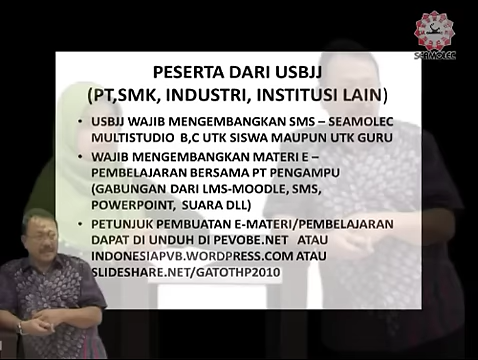 SEAMOLEC
PESERTA DARI USBJJ
(PT,SMK, INDUSTRI, INSTITUSI LAIN)
• USBJJ WAJIB MENGEMBANGKAN SMS – SEAMOLEC
MULTISTUDIO B,C UTK SISWA MAUPUN UTK GURU
• WAJIB MENGEMBANGKAN MATERI E –
PEMBELAJARAN BERSAMA PT PENGAMPU
(GABUNGAN DARI LMS-MOODLE, SMS,
POWERPOINT, SUARA DLL)
• PETUNJUK PEMBUATAN E-MATERI/PEMBELAJARAN
DAPAT DI UNDUH DI PEVOBE.NET ATAU
INDONESIAPVB.WORDPRESS.COM ATAU
SLIDESHARE.NET/GATOTHP2010